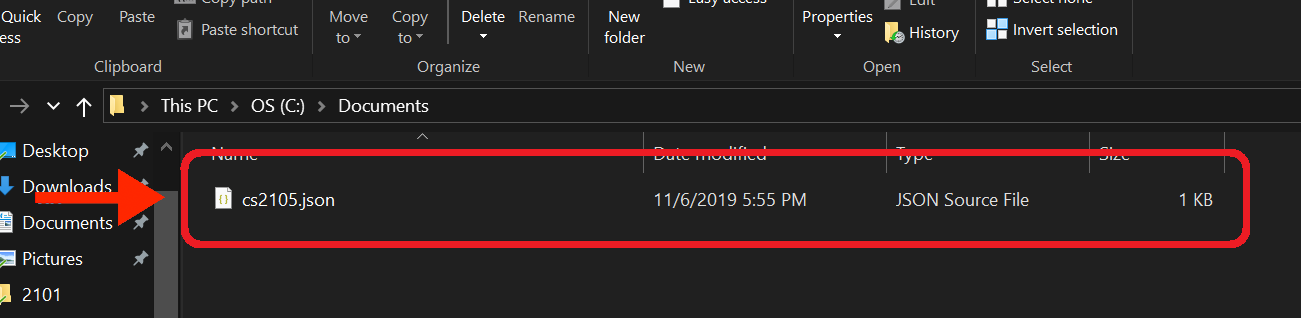 Quick Copy Paste Copy path Paste shortcut Move Copy Delete Rename New Easy access Properties Edit Select none
ess to to folder History Invert selection
Clipboard Organize New Open Select
This PC OS (C:) Documents
Desktop
Name Date modified Type Size
Downloads
cs2105.json 11/6/2019 5:55 PM JSON Source File 1 KB
Documents
Pictures
2101